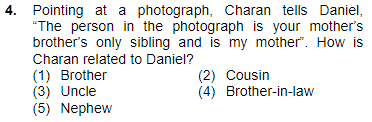 4. Pointing at a photograph, Charan tells Daniel,
“The person in the photograph is your mother’s
brother’s only sibling and is my mother”. How is
Charan related to Daniel?
(1) Brother (2) Cousin
(3) Uncle (4) Brother-in-law
(5) Nephew